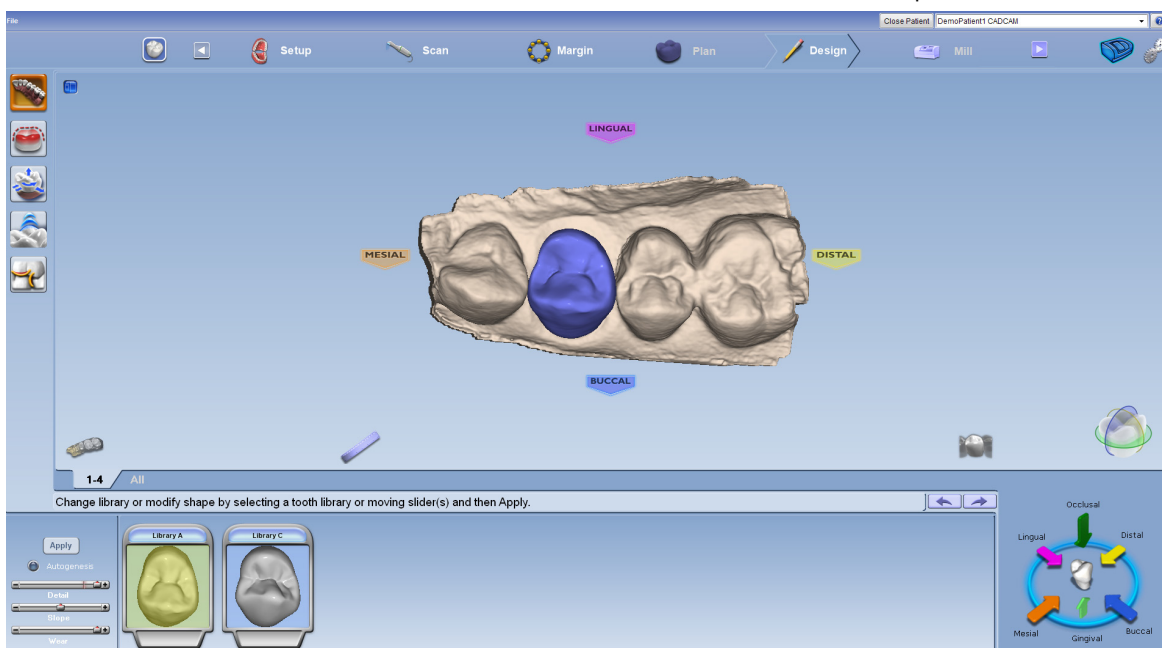 File
Close Patient
DemoPatient1 CADCAM
Setup
Scan
Margin
Plan
Design
Mill
LINGUAL
MESIAL
DISTAL
BUCCAL
1-4
All
Change library or modify shape by selecting a tooth library or moving slider(s) and then Apply.
Apply
Autogenesis
Detail
Slope
Wear
Library A
Library C
Occlusal
Lingual
Distal
Mesial
Gingival
Buccal